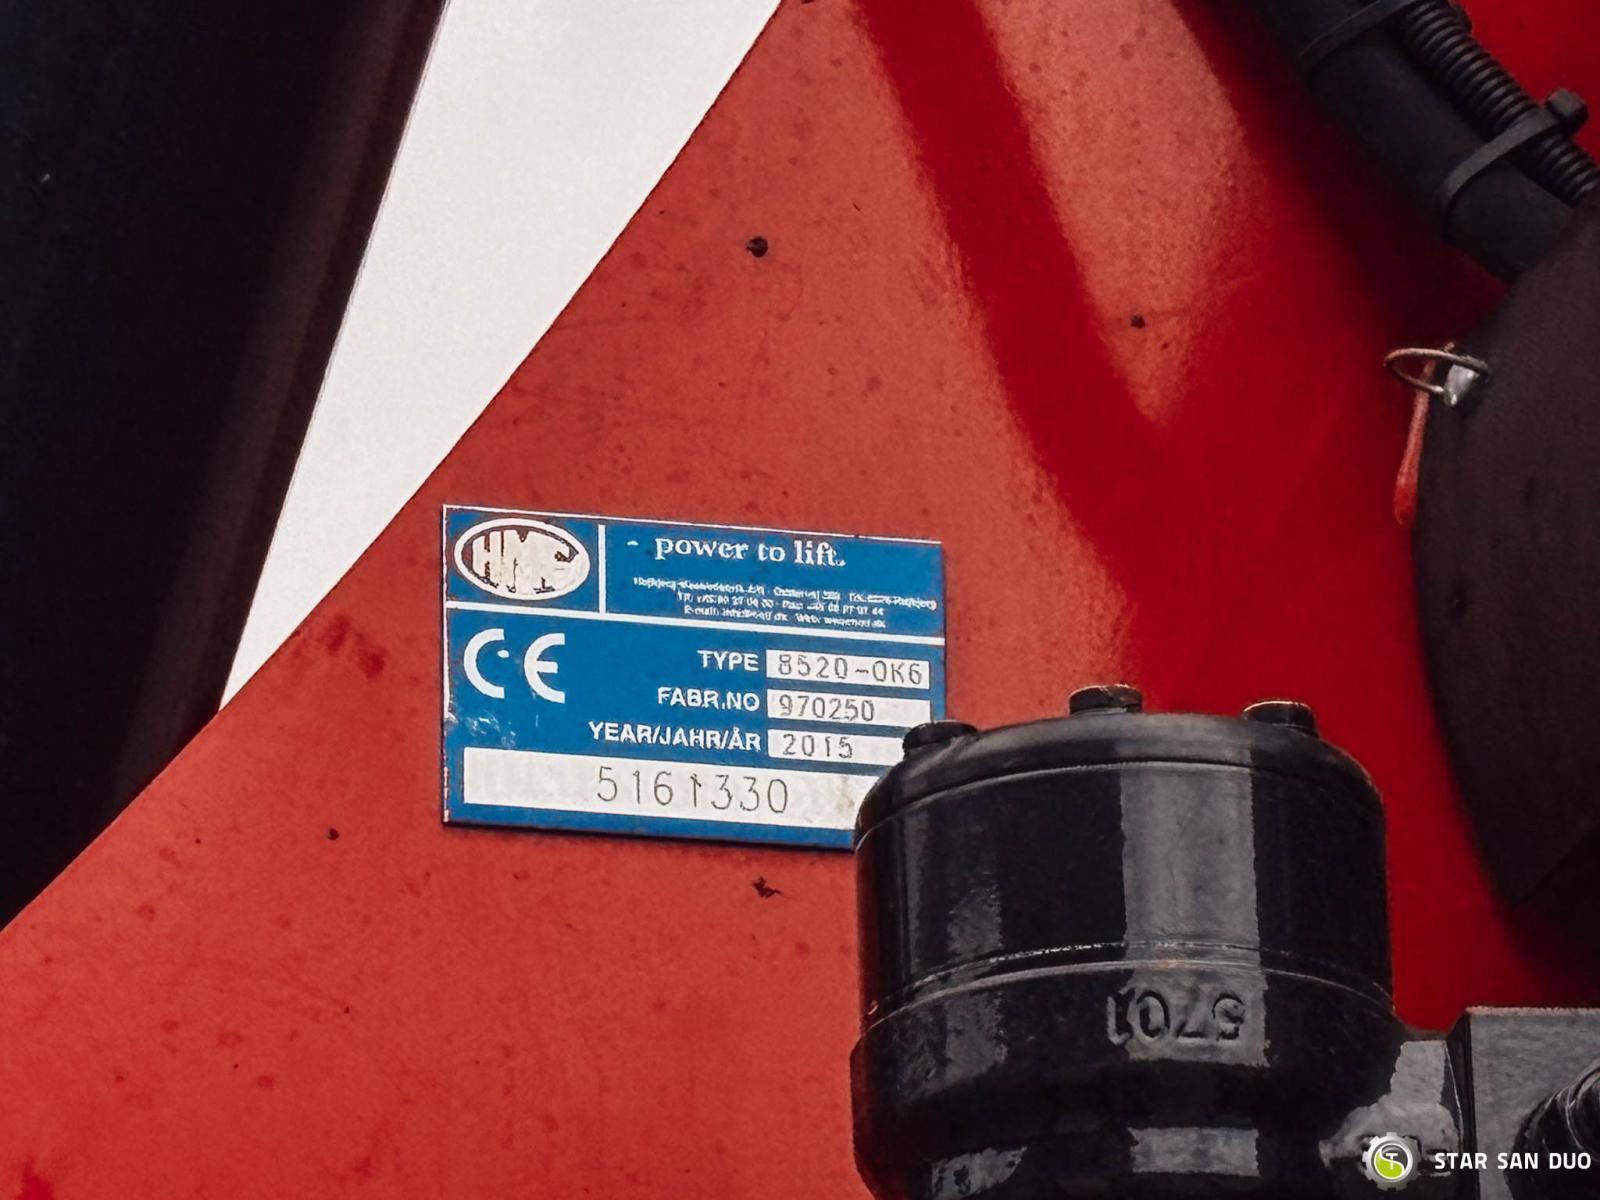 HMF
- power to lift.
CE
TYPE 8520-OK6
FABR.NO 970250
YEAR/JAHR/ÅR 2015
5161330
5701
STAR SAN DUO